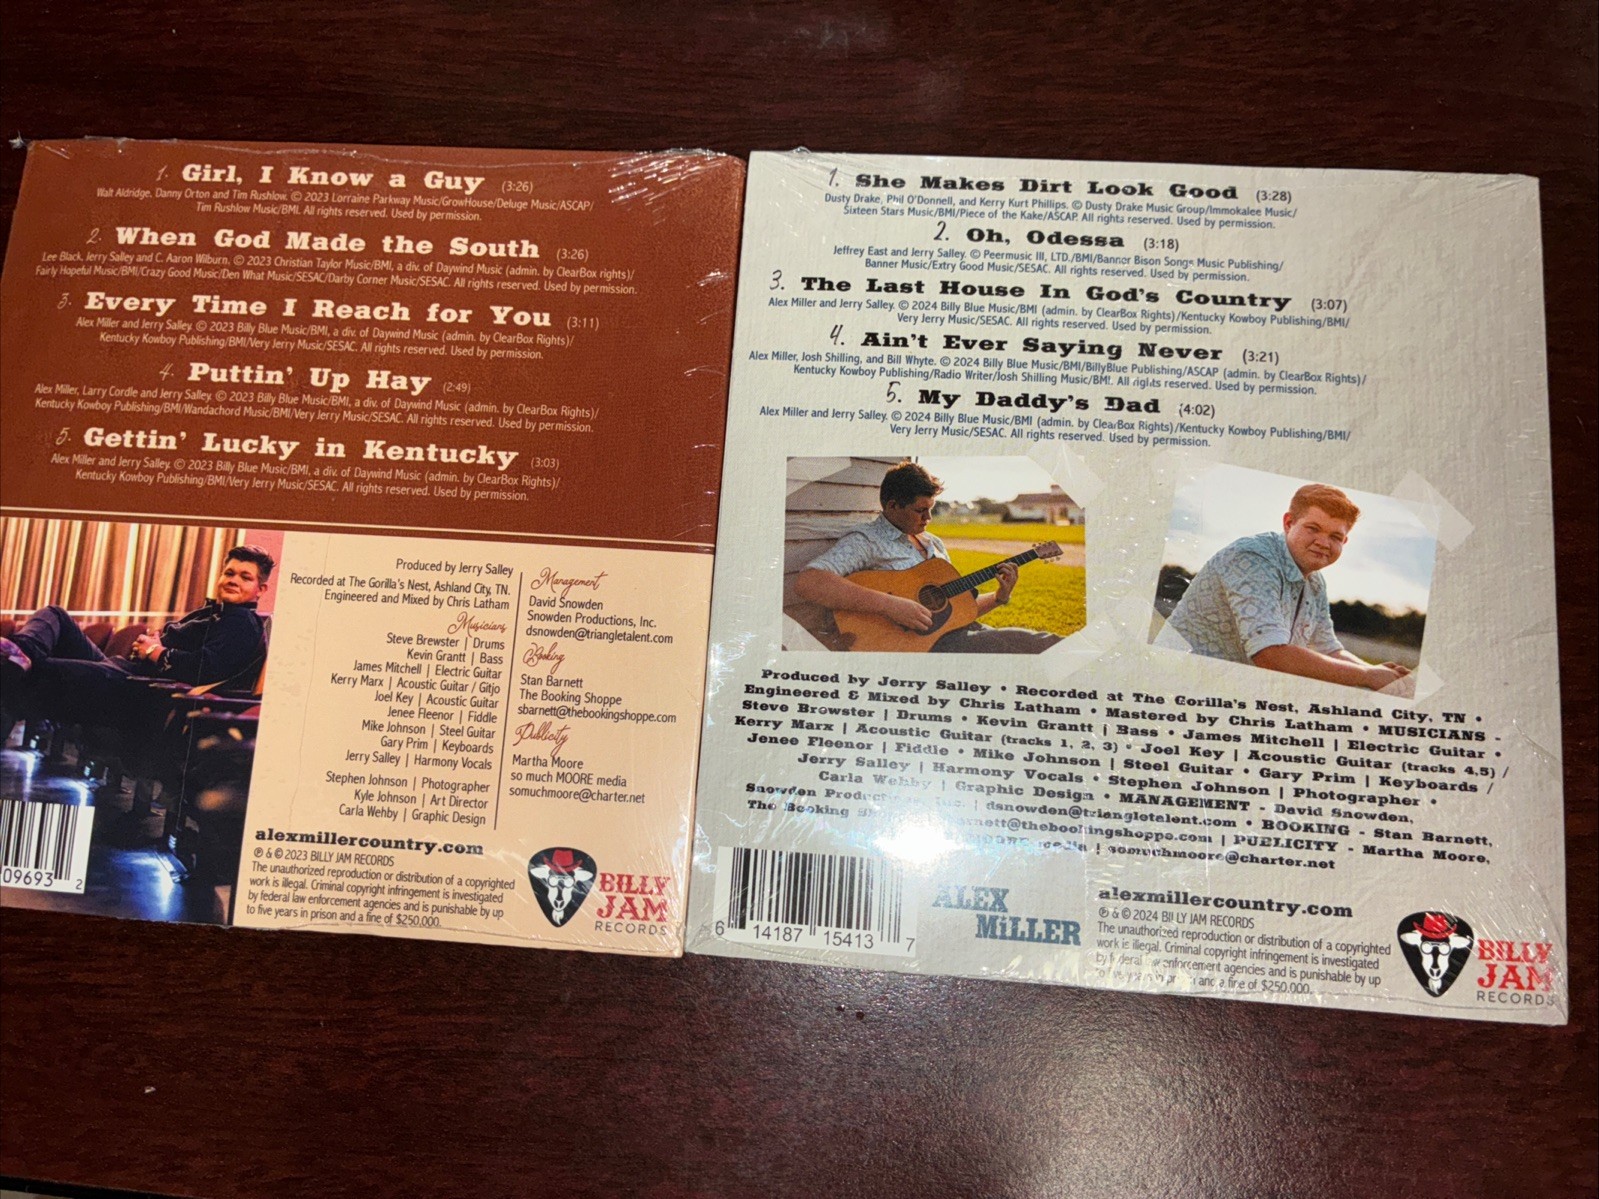 1. Girl, I Know a Guy (3:26)
Walt Aldridge, Danny Orton and Tim Rushlow. © 2023 Lorraine Parkway Music/GrowHouse/Deluge Music/ASCAP/
Tim Rushlow Music/BMI. All rights reserved. Used by permission.
2. When God Made the South (3:26)
Lee Black, Jerry Salley and C. Aaron Wilburn. © 2023 Christian Taylor Music/BMI, a div. of Daywind Music (admin. by ClearBox rights)/
Fairly Hopeful Music/BMI/Crazy Good Music/Den What Music/SESAC/Darby Corner Music/SESAC. All rights reserved. Used by permission.
3. Every Time I Reach for You (3:11)
Alex Miller and Jerry Salley. © 2023 Billy Blue Music/BMI, a div. of Daywind Music (admin. by ClearBox Rights)/
Kentucky Kowboy Publishing/BMI/Very Jerry Music/SESAC. All rights reserved. Used by permission.
4. Puttin' Up Hay (2:49)
Alex Miller, Larry Cordle and Jerry Salley. © 2023 Billy Blue Music/BMI, a div. of Daywind Music (admin. by ClearBox Rights)/
Kentucky Kowboy Publishing/BMI/Wandachord Music/BMI/Very Jerry Music/SESAC. All rights reserved. Used by permission.
5. Gettin' Lucky in Kentucky (3:03)
Alex Miller and Jerry Salley. © 2023 Billy Blue Music/BMI, a div. of Daywind Music (admin. by ClearBox Rights)/
Kentucky Kowboy Publishing/BMI/Very Jerry Music/SESAC. All rights reserved. Used by permission.
Produced by Jerry Salley
Recorded at The Gorilla's Nest, Ashland City, TN.
Engineered and Mixed by Chris Latham
Musicians
Steve Brewster | Drums
Kevin Grantt | Bass
James Mitchell | Electric Guitar
Kerry Marx | Acoustic Guitar / Gitjo
Joel Key | Acoustic Guitar
Jenee Fleenor | Fiddle
Mike Johnson | Steel Guitar
Gary Prim | Keyboards
Jerry Salley | Harmony Vocals
Stephen Johnson | Photographer
Kyle Johnson | Art Director
Carla Wehby | Graphic Design
Management
David Snowden
Snowden Productions, Inc.
dsnowden@triangletalent.com
Booking
Stan Barnett
The Booking Shoppe
sbarnett@thebookingshoppe.com
Publicity
Martha Moore
so much MOORE media
somuchmoore@charter.net
alexmillercountry.com
℗ & © 2023 BILLY JAM RECORDS
The unauthorized reproduction or distribution of a copyrighted
work is illegal. Criminal copyright infringement is investigated
by federal law enforcement agencies and is punishable by up
to five years in prison and a fine of $250,000.
09693 2
BILLY
JAM
RECORDS
1. She Makes Dirt Look Good (3:28)
Dusty Drake, Phil O'Donnell, and Kerry Kurt Phillips. © Dusty Drake Music Group/Immokalee Music/
Sixteen Stars Music/BMI/Piece of the Kake/ASCAP. All rights reserved. Used by permission.
2. Oh, Odessa (3:18)
Jeffrey East and Jerry Salley. © Peermusic III, LTD./BMI/Banner Bison Songs Music Publishing/
Banner Music/Extry Good Music/SESAC. All rights reserved. Used by permission.
3. The Last House In God's Country (3:07)
Alex Miller and Jerry Salley. © 2024 Billy Blue Music/BMI (admin. by ClearBox Rights)/Kentucky Kowboy Publishing/BMI/
Very Jerry Music/SESAC. All rights reserved. Used by permission.
4. Ain't Ever Saying Never (3:21)
Alex Miller, Josh Shilling, and Bill Whyte. © 2024 Billy Blue Music/BMI/BillyBlue Publishing/ASCAP (admin. by ClearBox Rights)/
Kentucky Kowboy Publishing/Radio Writer/Josh Shilling Music/BMI. All rights reserved. Used by permission.
5. My Daddy's Dad (4:02)
Alex Miller and Jerry Salley. © 2024 Billy Blue Music/BMI (admin. by ClearBox Rights)/Kentucky Kowboy Publishing/BMI/
Very Jerry Music/SESAC. All rights reserved. Used by permission.
Produced by Jerry Salley • Recorded at The Gorilla's Nest, Ashland City, TN •
Engineered & Mixed by Chris Latham • Mastered by Chris Latham • MUSICIANS -
Steve Brewster | Drums • Kevin Grantt | Bass • James Mitchell | Electric Guitar •
Kerry Marx | Acoustic Guitar (tracks 1, 2, 3) • Joel Key | Acoustic Guitar (tracks 4,5) /
Jenee Fleenor | Fiddle • Mike Johnson | Steel Guitar • Gary Prim | Keyboards /
Jerry Salley | Harmony Vocals • Stephen Johnson | Photographer •
Carla Wehby | Graphic Design • MANAGEMENT - David Snowden,
Snowden Inc. | dsnowden@triangletalent.com • BOOKING - Stan Barnett,
The Booking | PUBLICITY - Martha Moore,
media | somuchmoore@charter.net
6 14187 15413 7
ALEX
MiLLER
alexmillercountry.com
℗ & © 2024 BILLY JAM RECORDS
The unauthorized reproduction or distribution of a copyrighted
work is illegal. Criminal copyright infringement is investigated
by federal enforcement agencies and is punishable by up
to five and a fine of $250,000.
BILLY
JAM
RECORDS